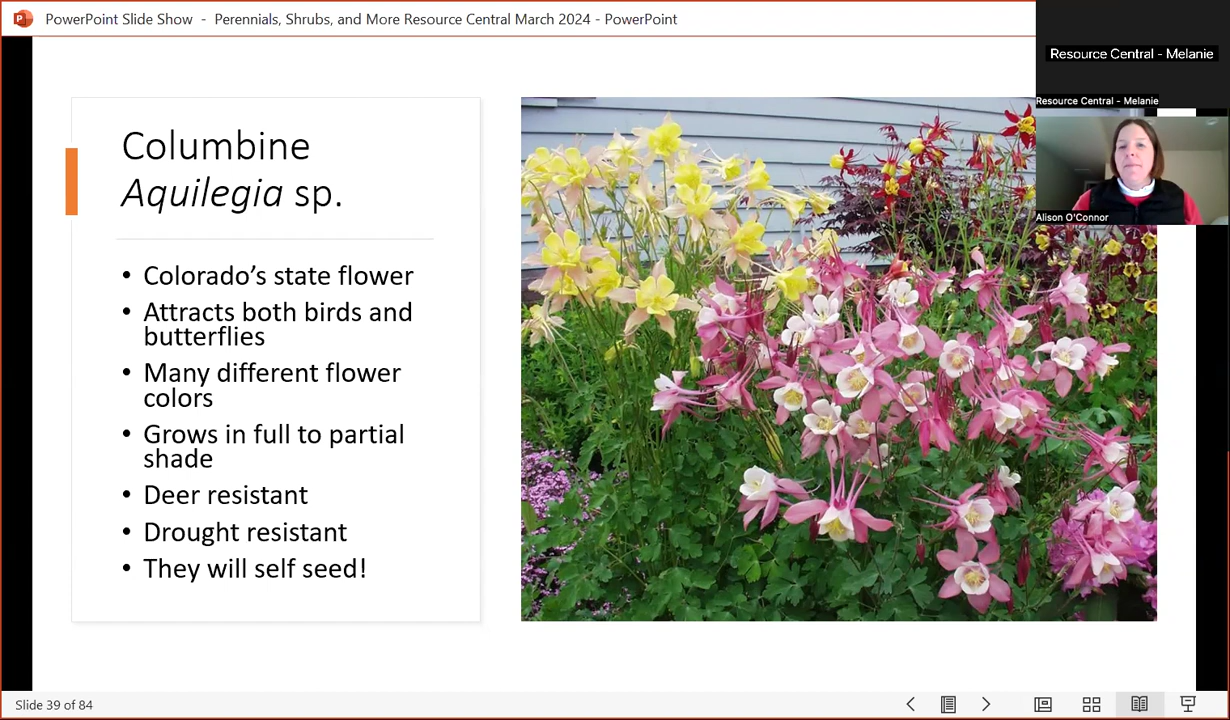 PowerPoint Slide Show - Perennials, Shrubs, and More Resource Central March 2024 - PowerPoint
Resource Central - Melanie
Resource Central - Melanie
Alison O'Connor
Columbine
Aquilegia sp.
• Colorado’s state flower
• Attracts both birds and
butterflies
• Many different flower
colors
• Grows in full to partial
shade
• Deer resistant
• Drought resistant
• They will self seed!
Slide 39 of 84